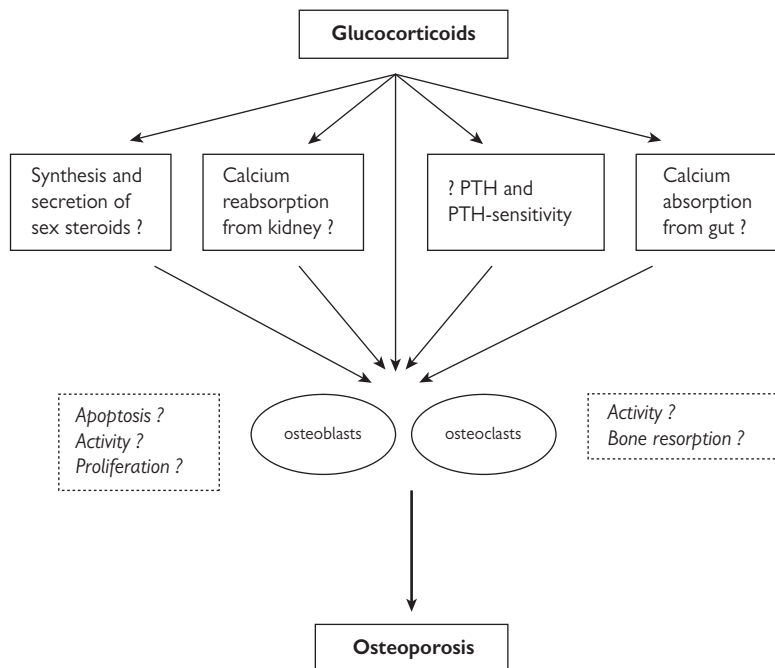 Glucocorticoids
Synthesis and
secretion of
sex steroids ?
Calcium
reabsorption
from kidney ?
? PTH and
PTH-sensitivity
Calcium
absorption
from gut ?
Apoptosis ?
Activity ?
Proliferation ?
osteoblasts
osteoclasts
Activity ?
Bone resorption ?
Osteoporosis